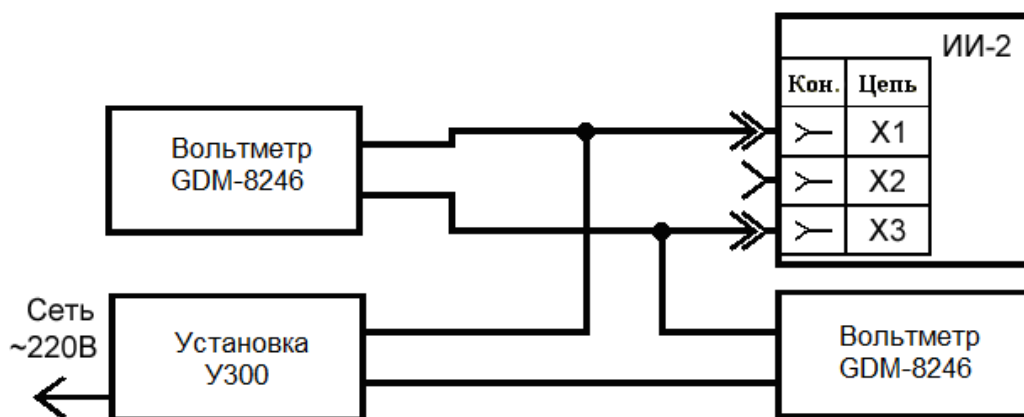 ИИ-2
Кон. Цепь
X1
X2
X3
Вольтметр
GDM-8246
Сеть
~220В
Установка
У300
Вольтметр
GDM-8246